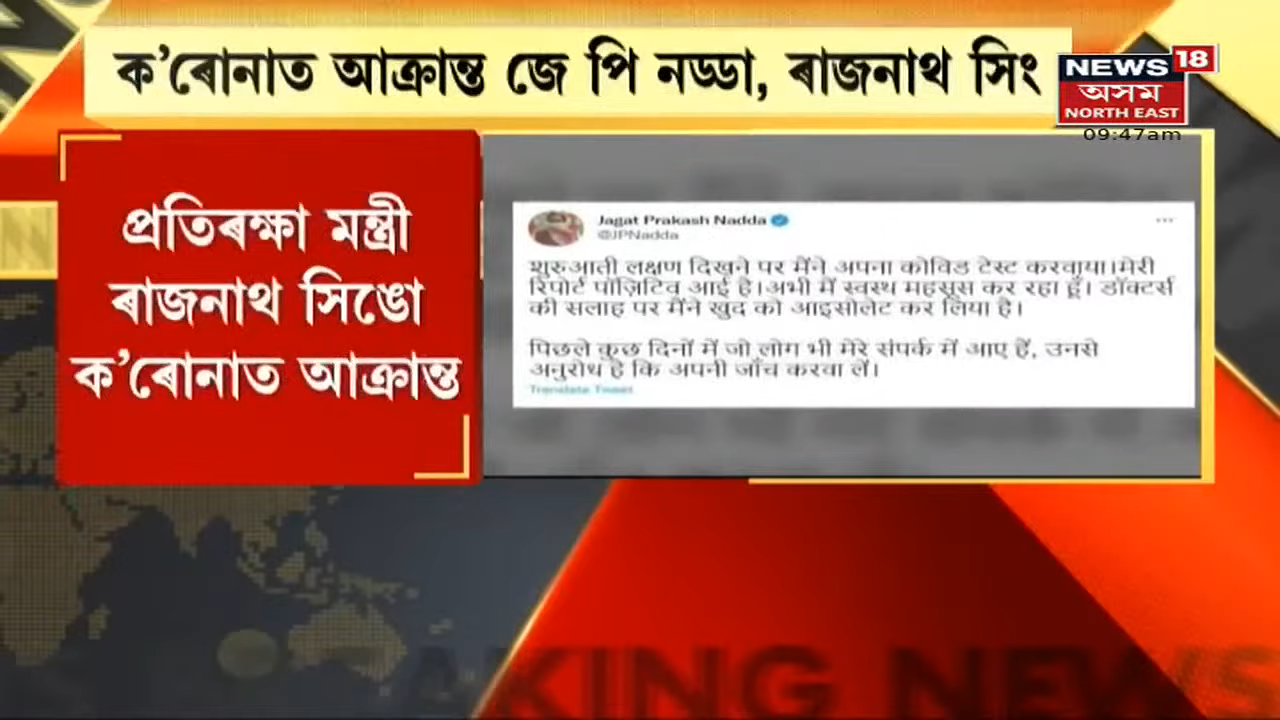 ক’ৰোনাত আক্ৰান্ত জে পি নড্ডা, ৰাজনাথ সিং
NEWS 18
অসম
NORTH EAST
09:47am
প্ৰতিৰক্ষা মন্ত্ৰী
ৰাজনাথ সিঙো
ক’ৰোনাত আক্ৰান্ত
Jagat Prakash Nadda
@JPNadda
शुरुआती लक्षण दिखने पर मैंने अपना कोविड टेस्ट करवाया।मेरी
रिपोर्ट पॉज़िटिव आई है।अभी मैं स्वस्थ महसूस कर रहा हूँ। डॉक्टर्स
की सलाह पर मैंने खुद को आइसोलेट कर लिया है।
पिछले कुछ दिनों में जो लोग भी मेरे संपर्क में आए हैं, उनसे
अनुरोध है कि अपनी जाँच करवा लें।
Translate Tweet
AKING NEWS